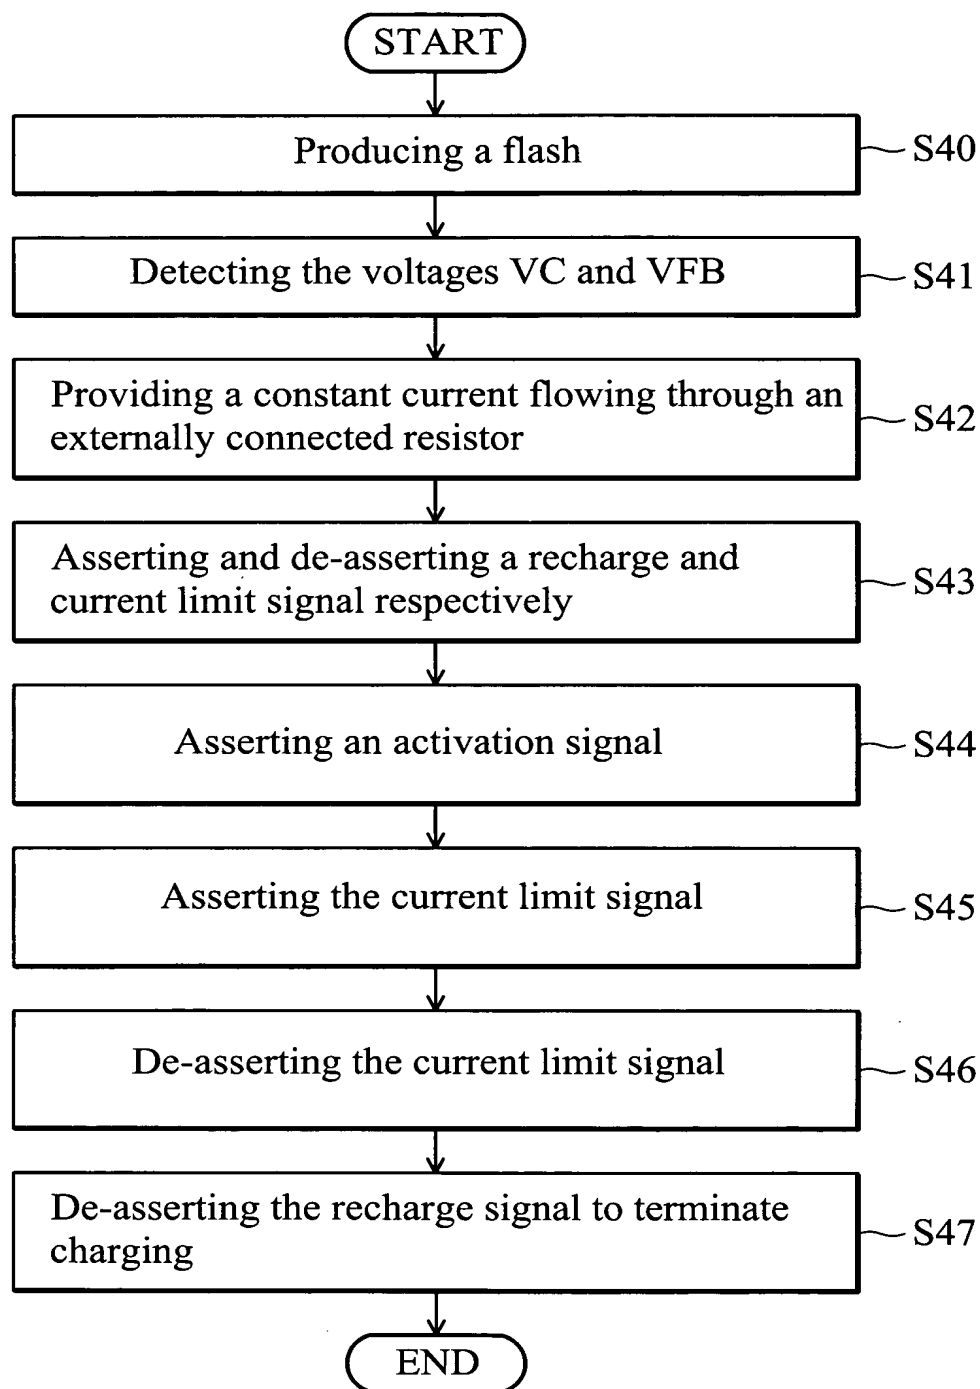 START
Producing a flash
S40
Detecting the voltages VC and VFB
S41
Providing a constant current flowing through an
externally connected resistor
S42
Asserting and de-asserting a recharge and
current limit signal respectively
S43
Asserting an activation signal
S44
Asserting the current limit signal
S45
De-asserting the current limit signal
S46
De-asserting the recharge signal to terminate
charging
S47
END